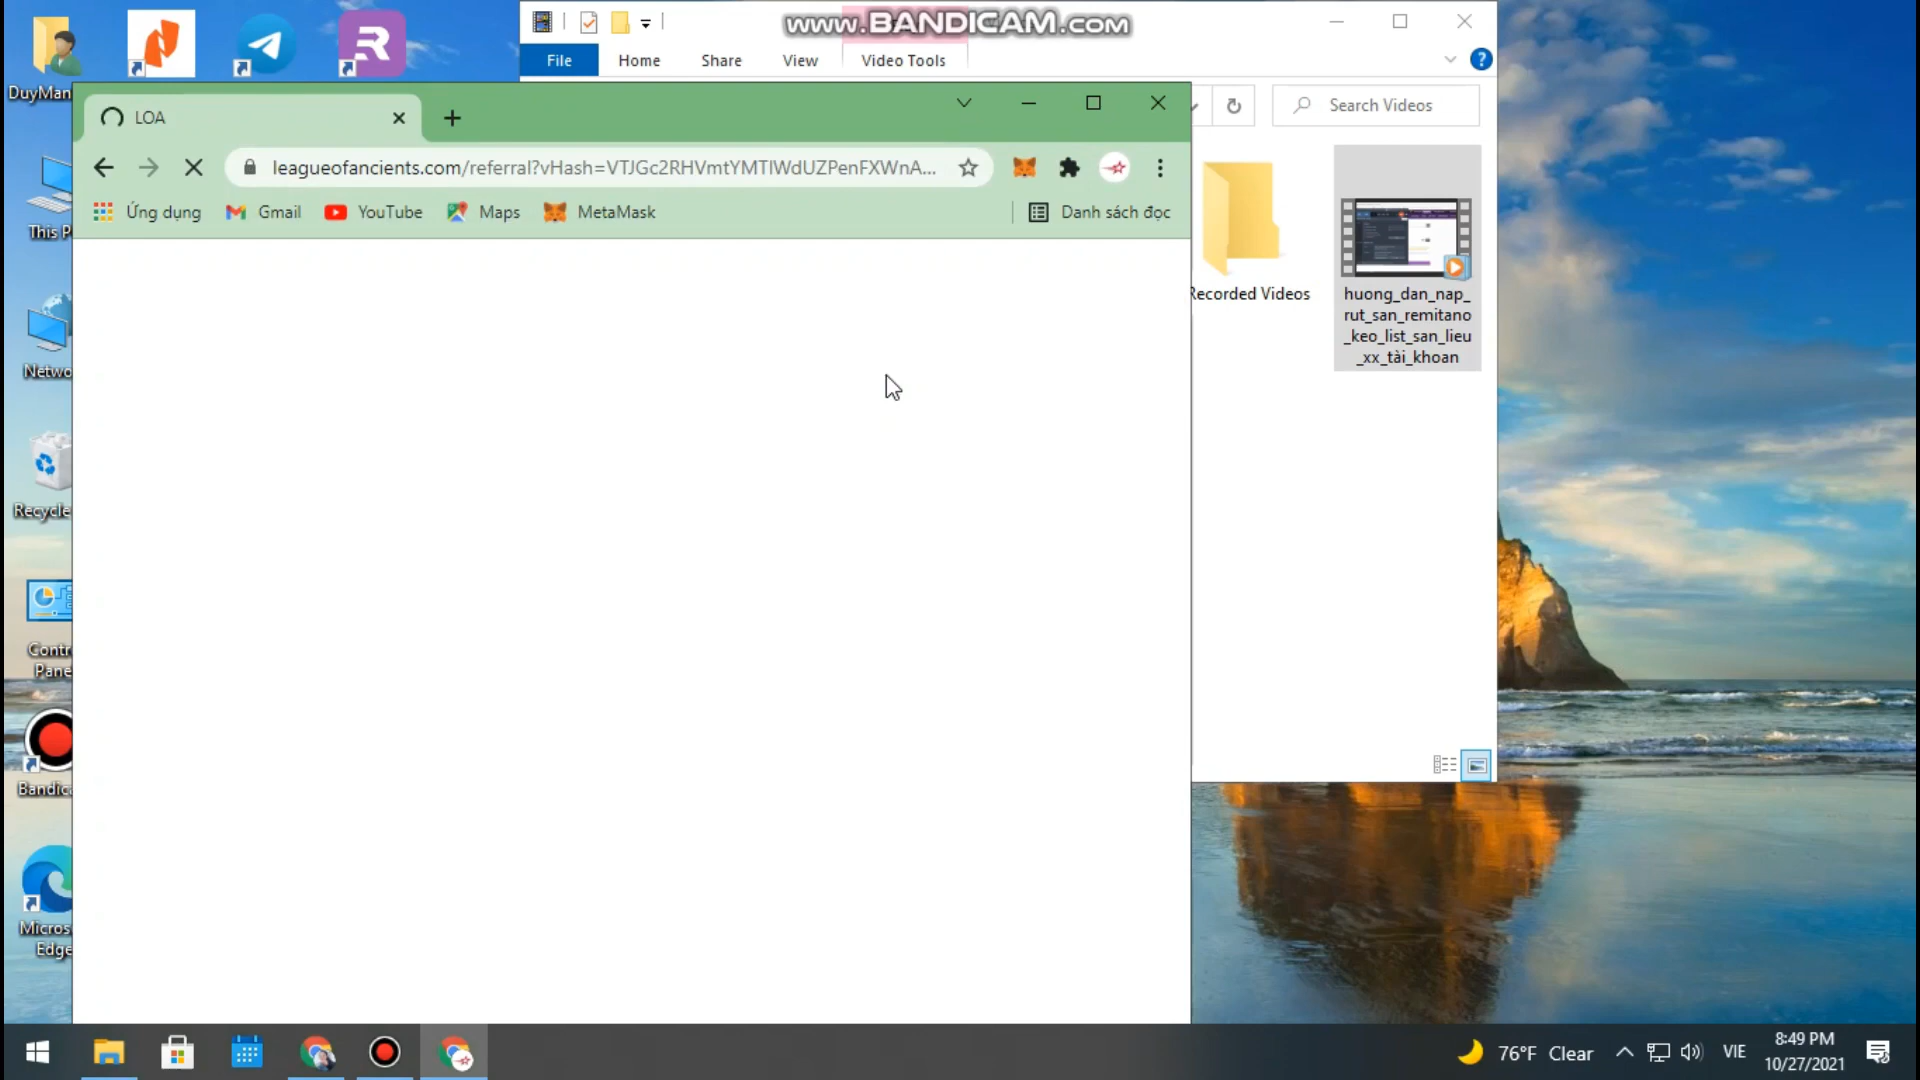 www.BANDICAM.com
File
Home
Share
View
Video Tools
DuyMan
LOA
Search Videos
leagueofancients.com/referral?vHash=VTJGc2RHVmtYMTlWdUZPenFXWnA...
Ứng dụng
Gmail
YouTube
Maps
MetaMask
Danh sách đọc
This P
Recorded Videos
huong_dan_nap_
rut_san_remitano
_keo_list_san_lieu
_xx_tài_khoan
Netwo
Recycle
Contr
Pane
Bandic
Micros
Edge
76°F Clear
VIE
8:49 PM
10/27/2021